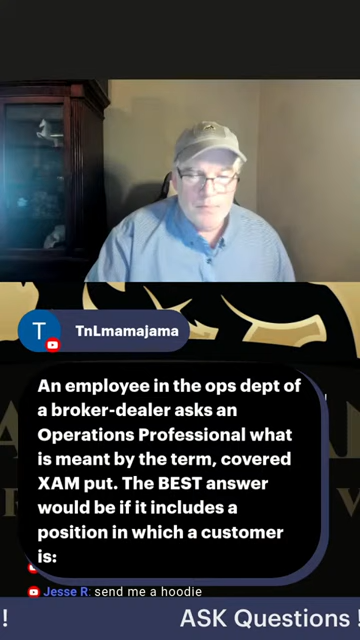 T
TnLmamajama
An employee in the ops dept of
a broker-dealer asks an
Operations Professional what
is meant by the term, covered
XAM put. The BEST answer
would be if it includes a
position in which a customer
is:
Jesse R. send me a hoodie
! ASK Questions !